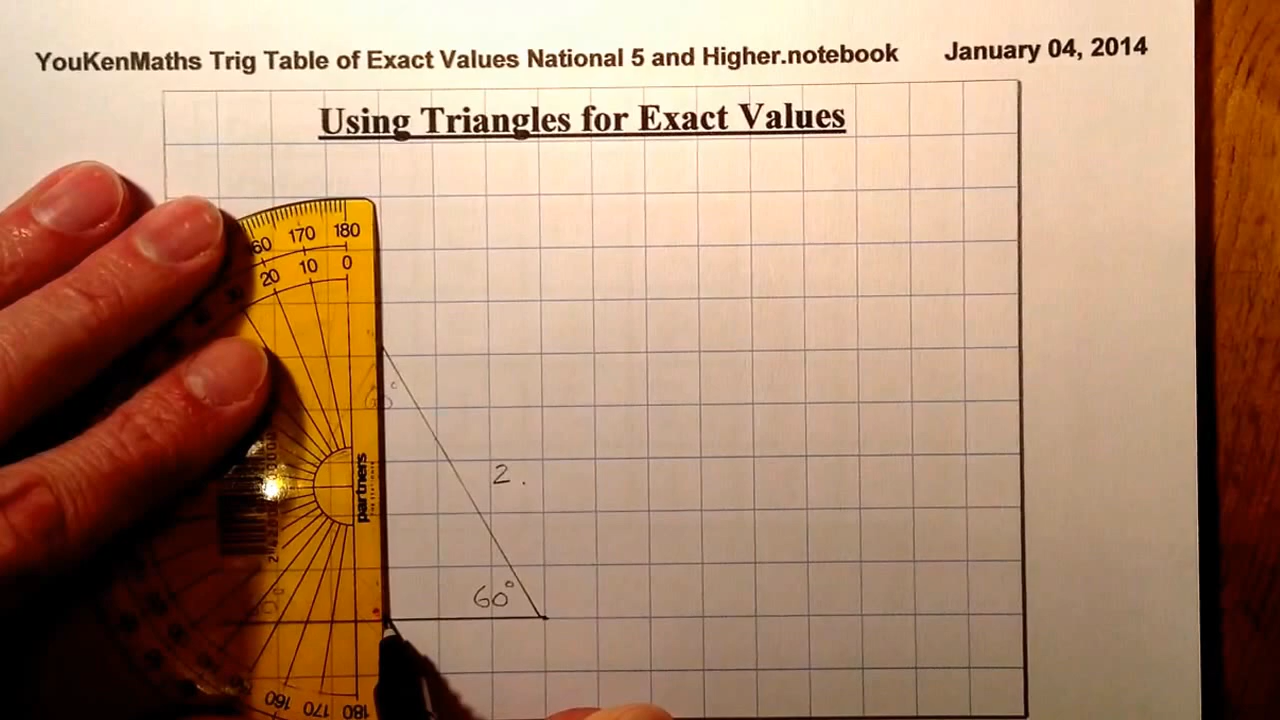 YouKenMaths Trig Table of Exact Values National 5 and Higher.notebook January 04, 2014
Using Triangles for Exact Values
60 170 180
20 10 0
partners
2.
60°
160 170 180